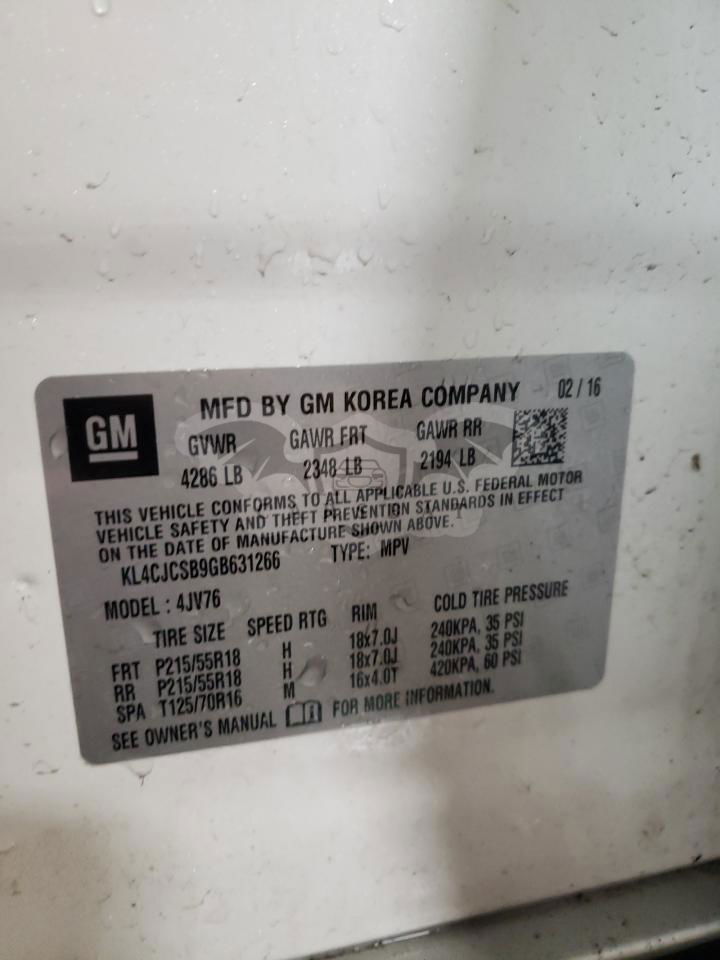 GM
MFD BY GM KOREA COMPANY 02 / 16
GVWR GAWR FRT GAWR RR
4286 LB 2348 LB 2194 LB
THIS VEHICLE CONFORMS TO ALL APPLICABLE U.S. FEDERAL MOTOR
VEHICLE SAFETY AND THEFT PREVENTION STANDARDS IN EFFECT
ON THE DATE OF MANUFACTURE SHOWN ABOVE.
KL4CJCSB9GB631266 TYPE: MPV
MODEL : 4JV76
TIRE SIZE SPEED RTG RIM COLD TIRE PRESSURE
FRT P215/55R18 H 18x7.0J 240KPA, 35 PSI
RR P215/55R18 H 18x7.0J 240KPA, 35 PSI
SPA T125/70R16 M 16x4.0T 420KPA, 60 PSI
SEE OWNER'S MANUAL FOR MORE INFORMATION.